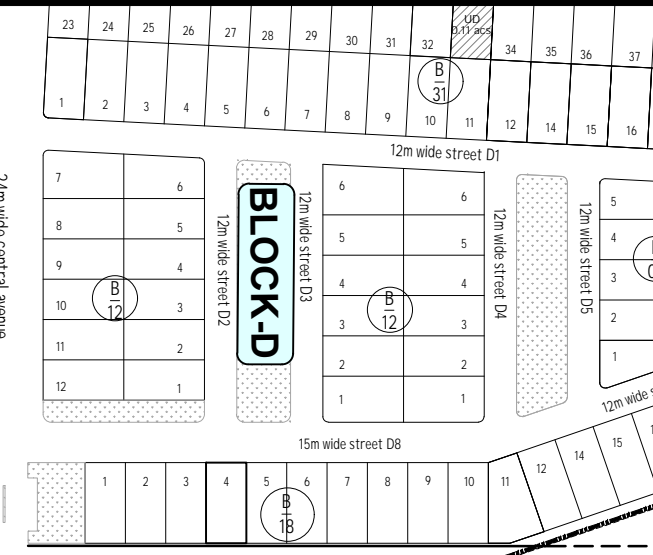 23 24 25 26 27 28 29 30 31 32
UD
0.11 acs
34 35 36 37
B
31
1 2 3 4 5 6 7 8 9 10 11 12 14 15 16
12m wide street D1
24m wide central avenue
7 6
8 5
9 4
10 3
11 2
12 1
B
12
12m wide street D2
BLOCK-D
12m wide street D3
6 6
5 5
4 4
3 3
2 2
1 1
B
12
12m wide street D4
12m wide street D5
5
4
3
2
1
12m wide
15m wide street D8
1 2 3 4 5 6 7 8 9 10 11 12 14 15
B
18